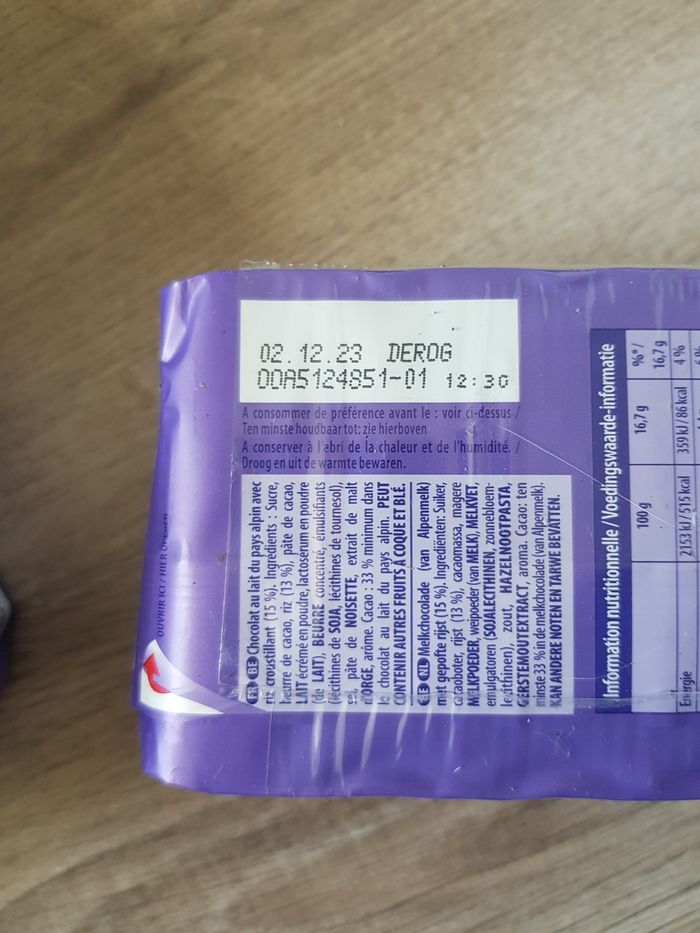 02.12.23 DEROG
ODA5124851-01 12:30
A consommer de préférence avant le : voir ci-dessus /
Ten minste houdbaar tot: zie hierboven
A conserver à l'abri de la chaleur et de l'humidité. /
Droog en uit de warmte bewaren.
OUVRIR ICI / HIER OPENEN
FR BE Chocolat au lait du pays alpin avec
riz croustillant (15 %). Ingrédients : Sucre,
beurre de cacao, riz (13 %), pâte de cacao,
LAIT écrémé en poudre, lactoserum en poudre
(de LAIT), BEURRE concentré, émulsifiants
(lécithines de SOJA, lécithines de tournesol),
sel, pâte de NOISETTE, extrait de malt
d'ORGE, arôme. Cacao : 33 % minimum dans
le chocolat au lait du pays alpin. PEUT
CONTENIR AUTRES FRUITS À COQUE ET BLÉ.
BE NL Melkchocolade (van Alpenmelk)
met gepofte rijst (15 %). Ingrediënten: Suiker,
cacaoboter, rijst (13 %), cacaomassa, magere
MELKPOEDER, weipoeder (van MELK), MELKVET,
emulgatoren (SOJALECITHINEN, zonnebloem-
lecithinen), zout, HAZELNOOTPASTA,
GERSTEMOUTEXTRACT, aroma. Cacao: ten
minste 33 % in de melkchocolade (van Alpenmelk).
KAN ANDERE NOTEN EN TARWE BEVATTEN.
Information nutritionnelle / Voedingswaarde-informatie
100 g 16,7 g %*/ 16,7 g
Energie 2153 kJ / 515 kcal 359 kJ / 86 kcal 4 %